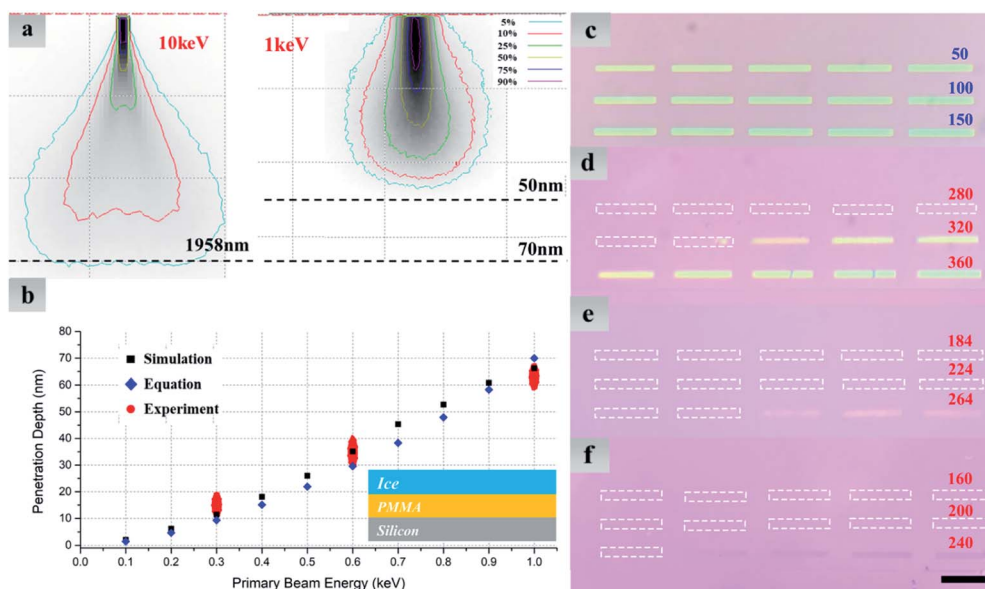 a
10keV
1958nm
1keV
5%
10%
25%
50%
75%
90%
50nm
70nm
b
80
70
60
50
40
30
20
10
0
Penetration Depth (nm)
Simulation
Equation
Experiment
Ice
PMMA
Silicon
0.0 0.1 0.2 0.3 0.4 0.5 0.6 0.7 0.8 0.9 1.0
Primary Beam Energy (keV)
c
50
100
150
d
280
320
360
e
184
224
264
f
160
200
240